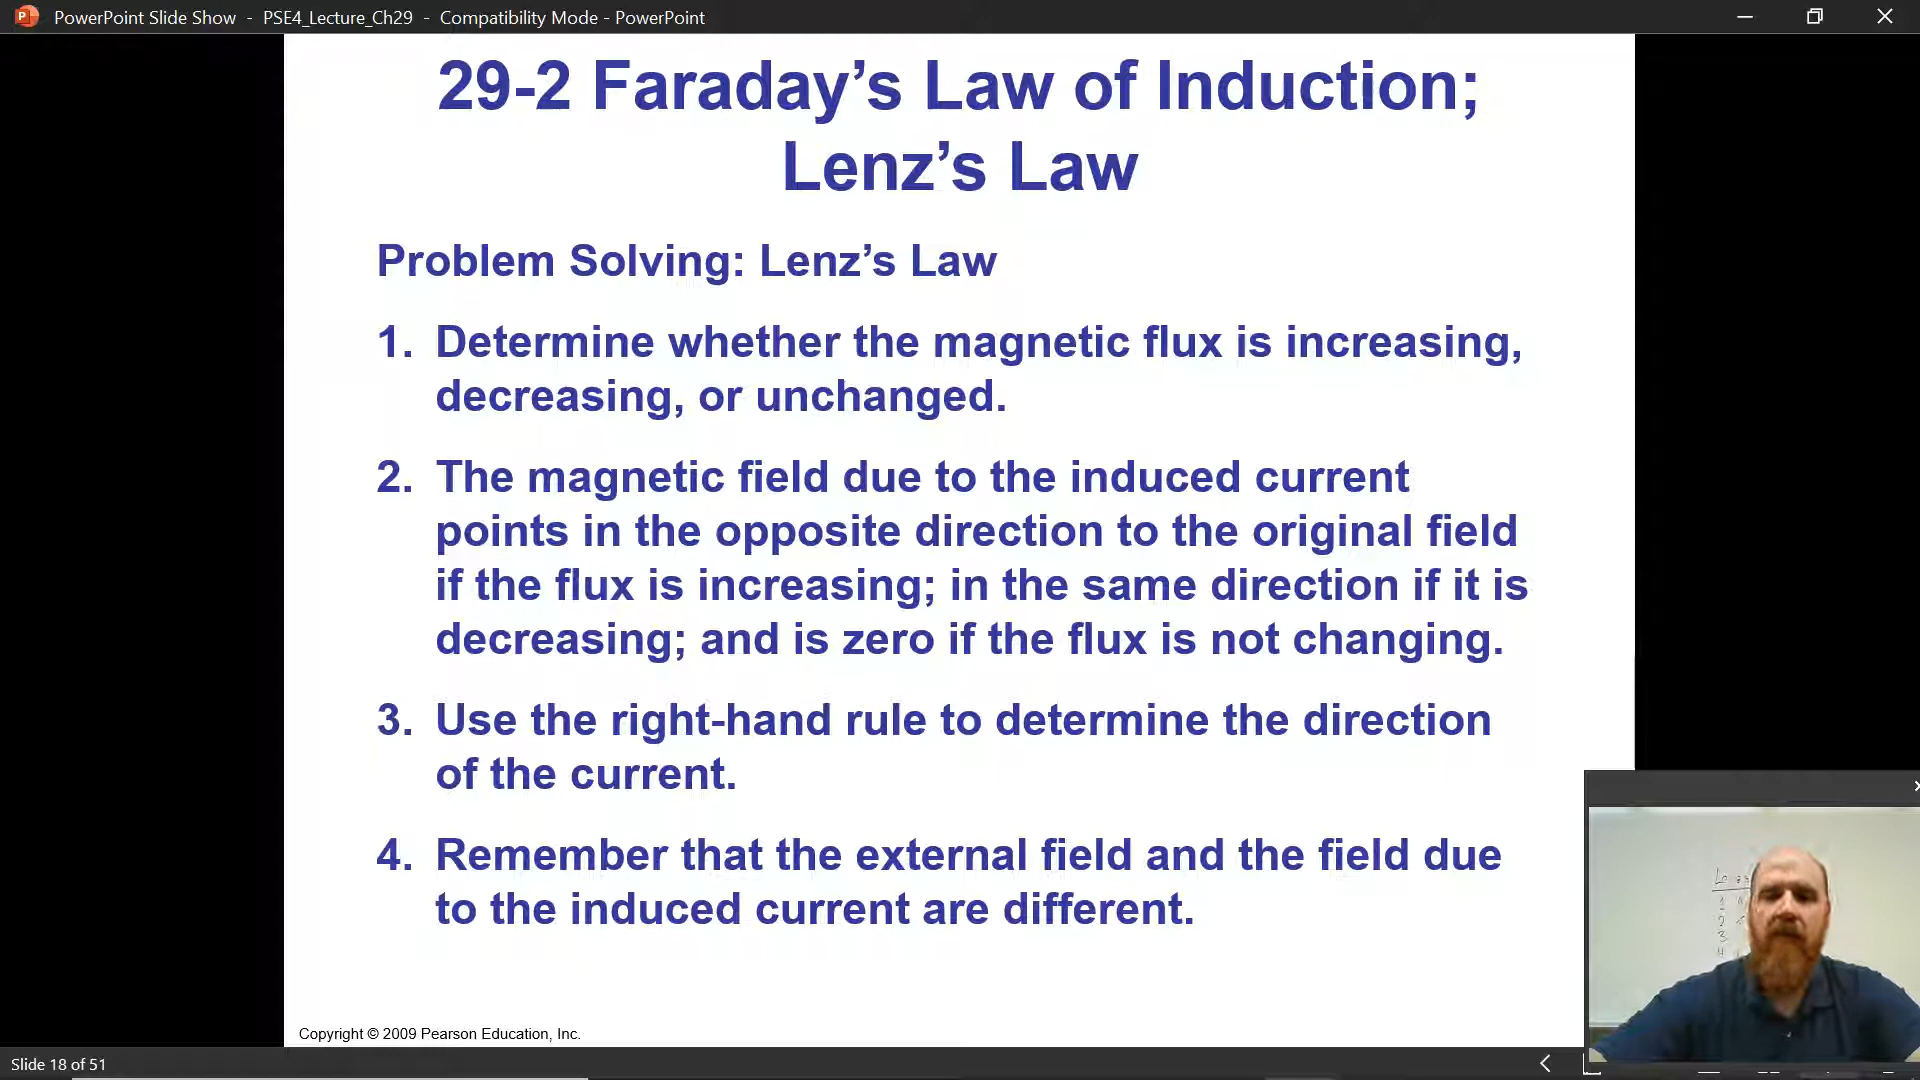 PowerPoint Slide Show - PSE4_Lecture_Ch29 - Compatibility Mode - PowerPoint
29-2 Faraday’s Law of Induction;
Lenz’s Law
Problem Solving: Lenz’s Law
1. Determine whether the magnetic flux is increasing,
decreasing, or unchanged.
2. The magnetic field due to the induced current
points in the opposite direction to the original field
if the flux is increasing; in the same direction if it is
decreasing; and is zero if the flux is not changing.
3. Use the right-hand rule to determine the direction
of the current.
4. Remember that the external field and the field due
to the induced current are different.
1
2
3
4
Copyright © 2009 Pearson Education, Inc.
Slide 18 of 51